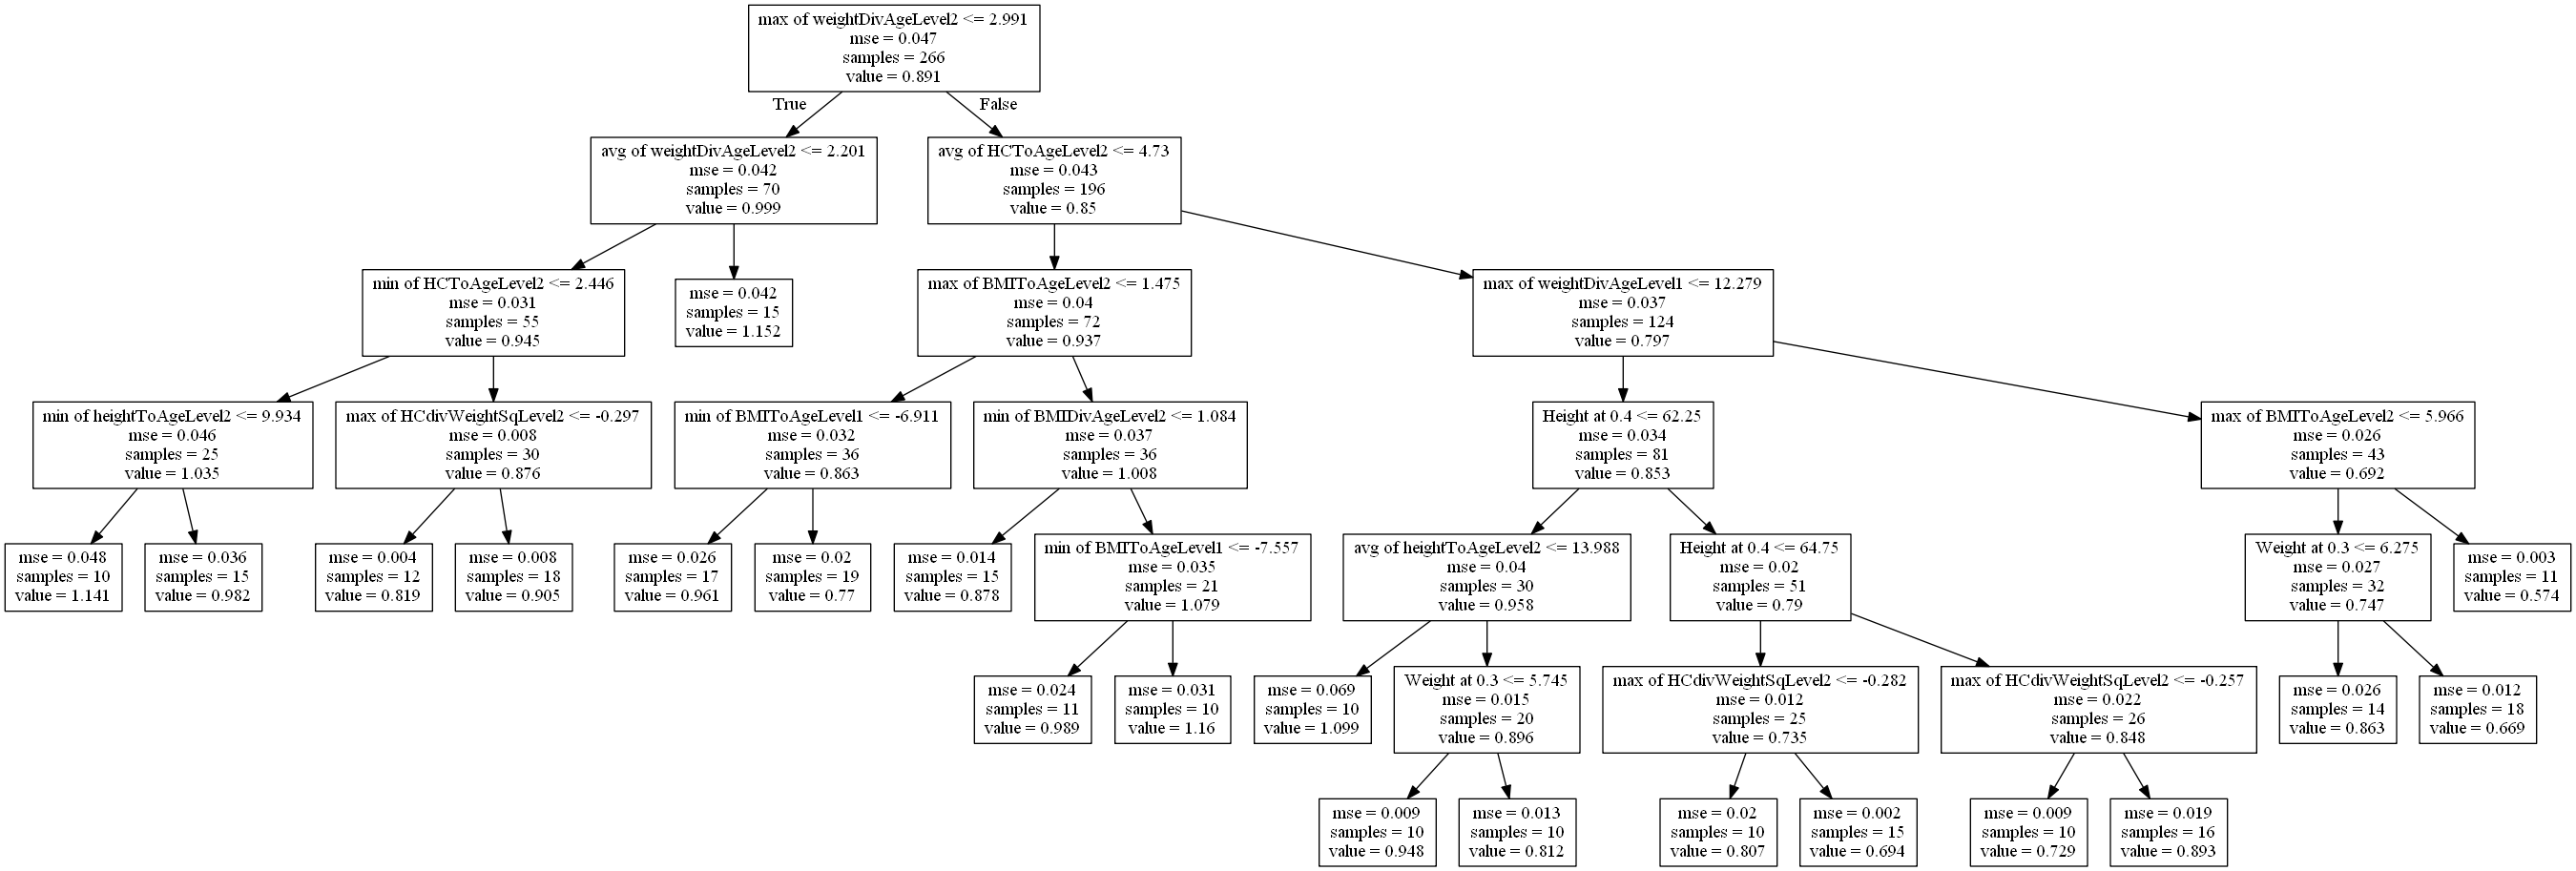 max of weightDivAgeLevel2 <= 2.991
mse = 0.047
samples = 266
value = 0.891
True
False
avg of weightDivAgeLevel2 <= 2.201
mse = 0.042
samples = 70
value = 0.999
avg of HCToAgeLevel2 <= 4.73
mse = 0.043
samples = 196
value = 0.85
min of HCToAgeLevel2 <= 2.446
mse = 0.031
samples = 55
value = 0.945
mse = 0.042
samples = 15
value = 1.152
max of BMIToAgeLevel2 <= 1.475
mse = 0.04
samples = 72
value = 0.937
max of weightDivAgeLevel1 <= 12.279
mse = 0.037
samples = 124
value = 0.797
min of heightToAgeLevel2 <= 9.934
mse = 0.046
samples = 25
value = 1.035
max of HCdivWeightSqLevel2 <= -0.297
mse = 0.008
samples = 30
value = 0.876
min of BMIToAgeLevel1 <= -6.911
mse = 0.032
samples = 36
value = 0.863
min of BMIDivAgeLevel2 <= 1.084
mse = 0.037
samples = 36
value = 1.008
Height at 0.4 <= 62.25
mse = 0.034
samples = 81
value = 0.853
max of BMIToAgeLevel2 <= 5.966
mse = 0.026
samples = 43
value = 0.692
mse = 0.048
samples = 10
value = 1.141
mse = 0.036
samples = 15
value = 0.982
mse = 0.004
samples = 12
value = 0.819
mse = 0.008
samples = 18
value = 0.905
mse = 0.026
samples = 17
value = 0.961
mse = 0.02
samples = 19
value = 0.77
mse = 0.014
samples = 15
value = 0.878
min of BMIToAgeLevel1 <= -7.557
mse = 0.035
samples = 21
value = 1.079
avg of heightToAgeLevel2 <= 13.988
mse = 0.04
samples = 30
value = 0.958
Height at 0.4 <= 64.75
mse = 0.02
samples = 51
value = 0.79
Weight at 0.3 <= 6.275
mse = 0.027
samples = 32
value = 0.747
mse = 0.003
samples = 11
value = 0.574
mse = 0.024
samples = 11
value = 0.989
mse = 0.031
samples = 10
value = 1.16
mse = 0.069
samples = 10
value = 1.099
Weight at 0.3 <= 5.745
mse = 0.015
samples = 20
value = 0.896
max of HCdivWeightSqLevel2 <= -0.282
mse = 0.012
samples = 25
value = 0.735
max of HCdivWeightSqLevel2 <= -0.257
mse = 0.022
samples = 26
value = 0.848
mse = 0.026
samples = 14
value = 0.863
mse = 0.012
samples = 18
value = 0.669
mse = 0.009
samples = 10
value = 0.948
mse = 0.013
samples = 10
value = 0.812
mse = 0.02
samples = 10
value = 0.807
mse = 0.002
samples = 15
value = 0.694
mse = 0.009
samples = 10
value = 0.729
mse = 0.019
samples = 16
value = 0.893